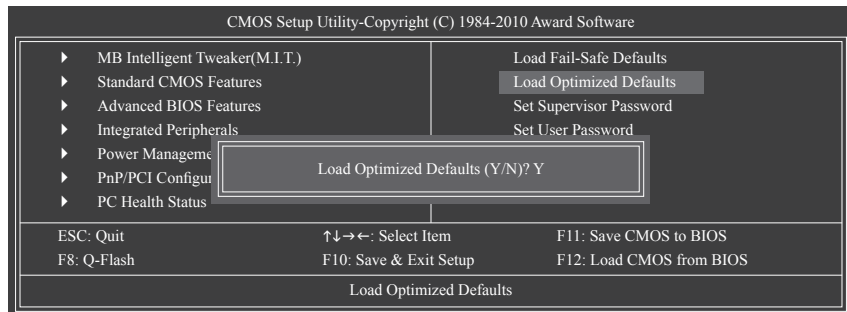 CMOS Setup Utility-Copyright (C) 1984-2010 Award Software
MB Intelligent Tweaker(M.I.T.)
Standard CMOS Features
Advanced BIOS Features
Integrated Peripherals
Power Manageme
PnP/PCI Configur
PC Health Status
Load Fail-Safe Defaults
Load Optimized Defaults
Set Supervisor Password
Set User Password
Load Optimized Defaults (Y/N)? Y
ESC: Quit ↑↓→←: Select Item F11: Save CMOS to BIOS
F8: Q-Flash F10: Save & Exit Setup F12: Load CMOS from BIOS
Load Optimized Defaults